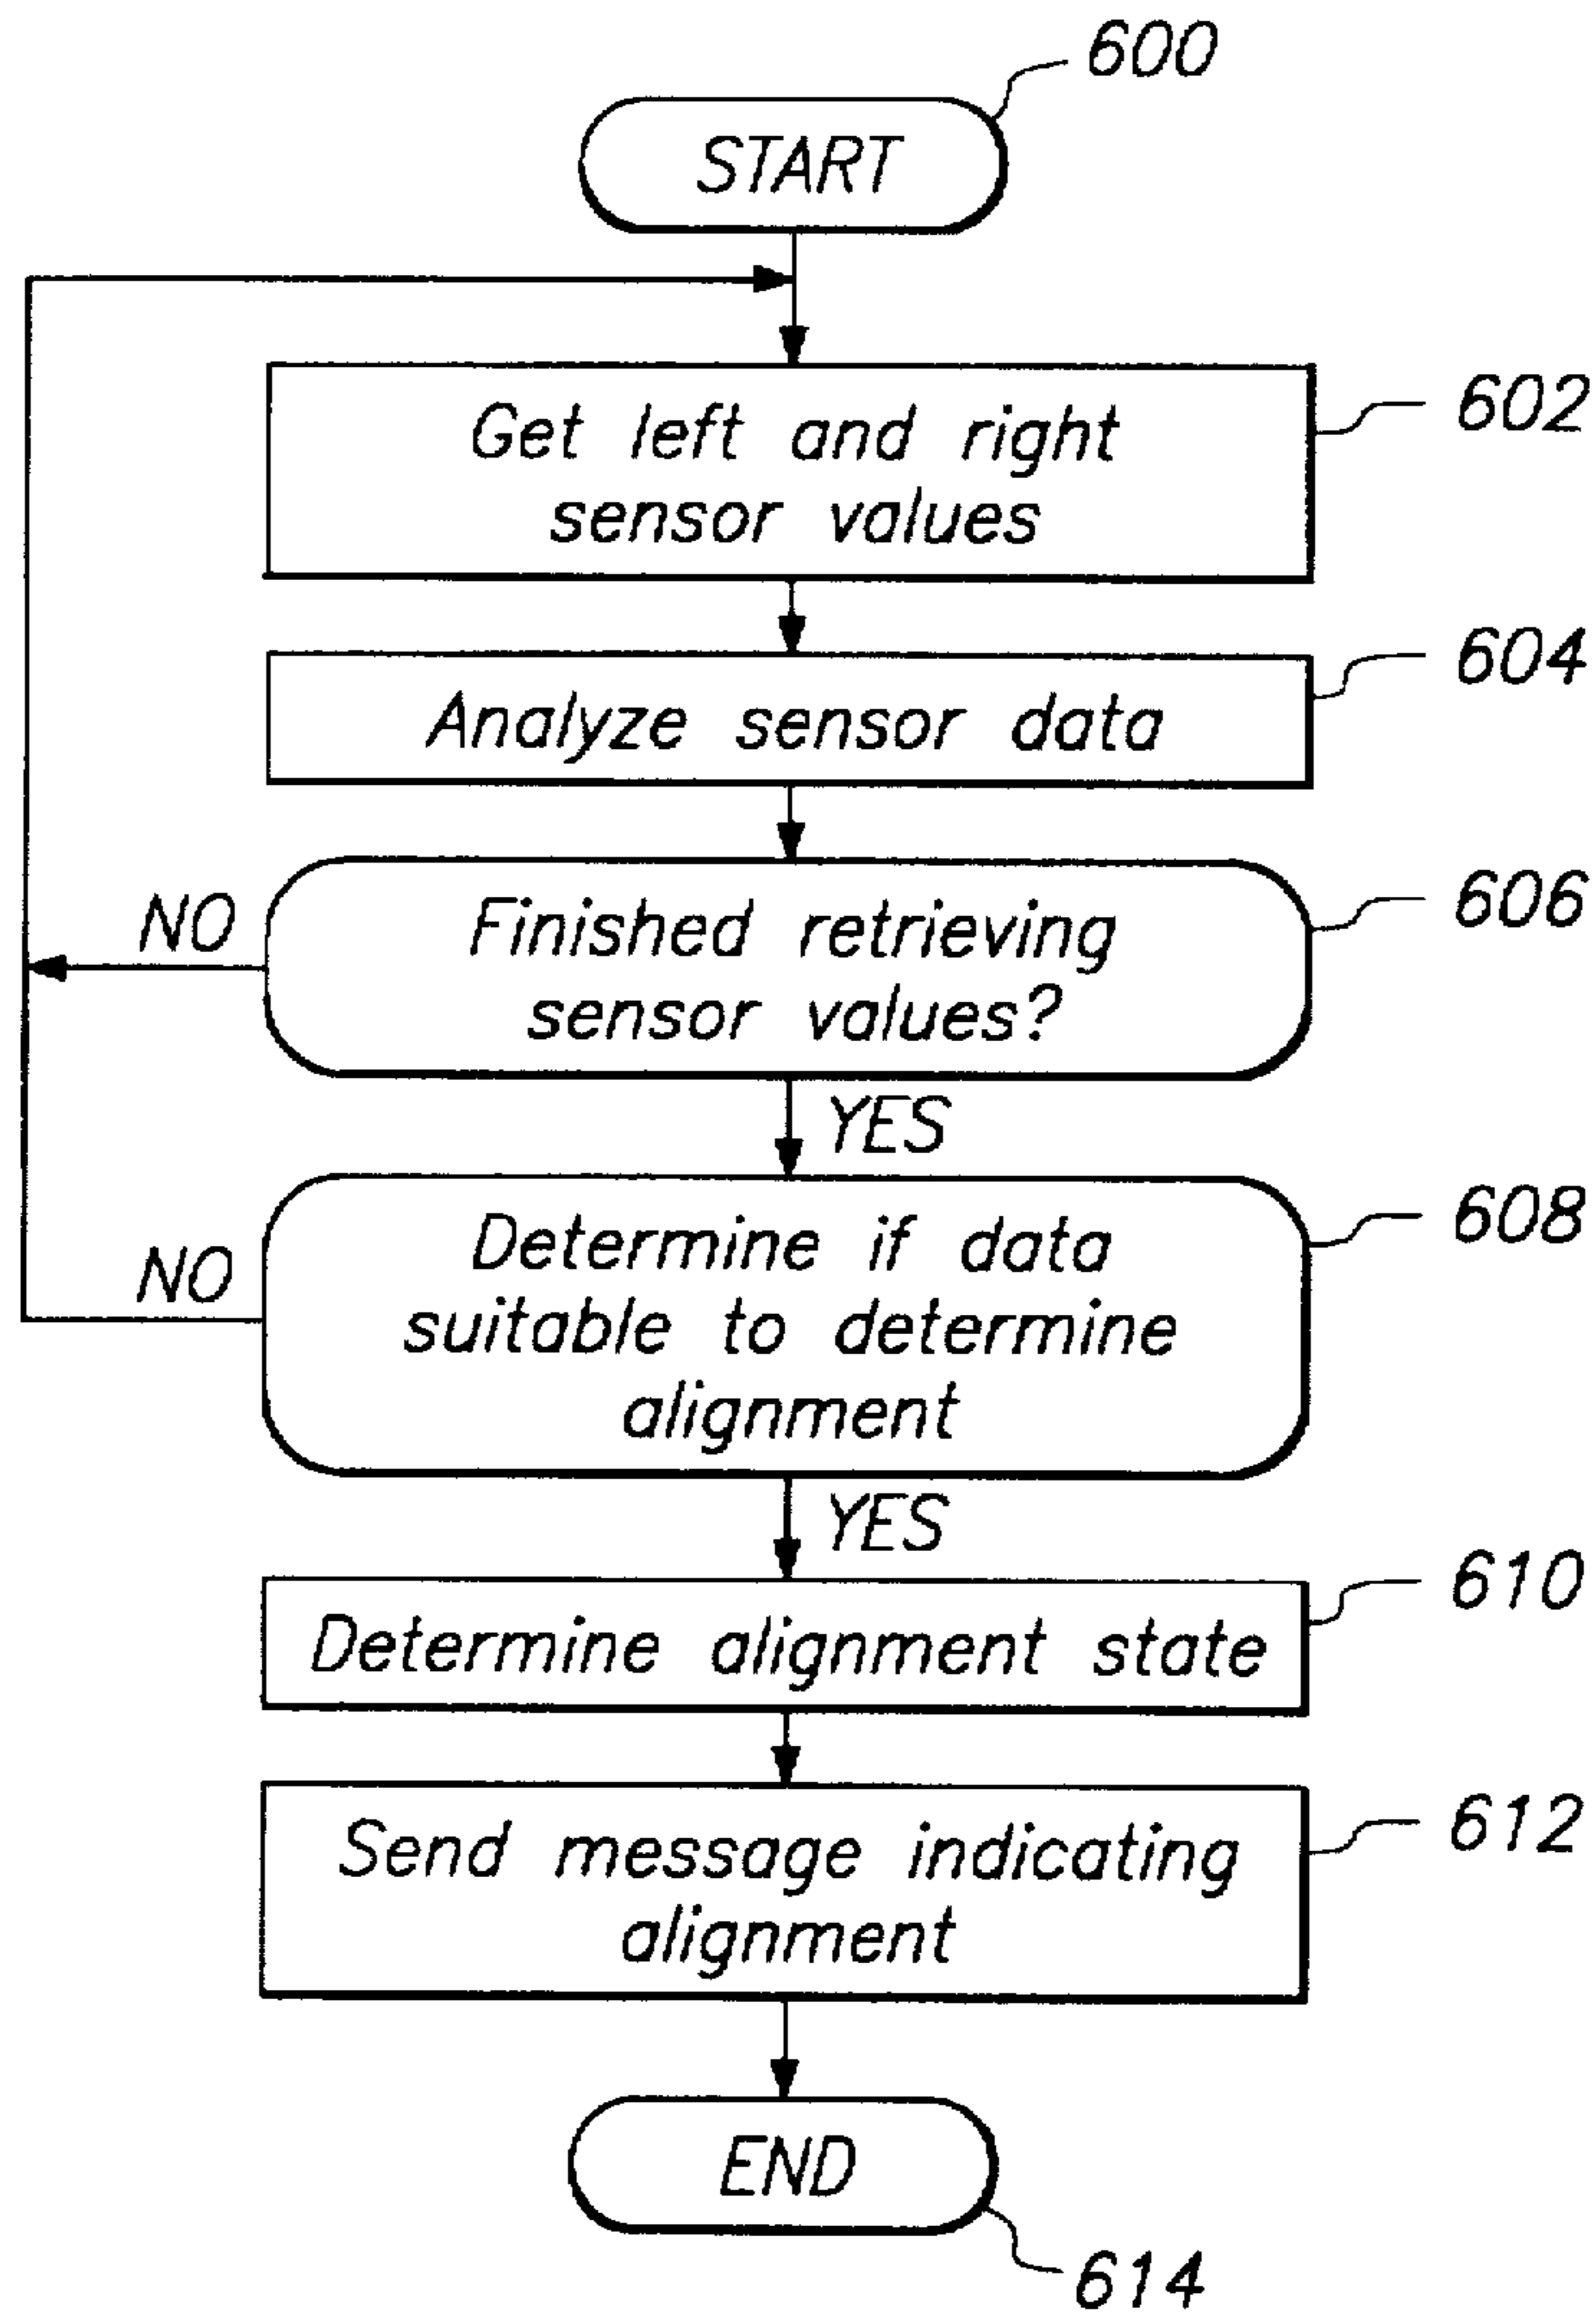 600
START
602
Get left and right
sensor values
604
Analyze sensor data
606
Finished retrieving
sensor values?
NO
YES
608
Determine if data
suitable to determine
alignment
NO
YES
610
Determine alignment state
612
Send message indicating
alignment
END
614